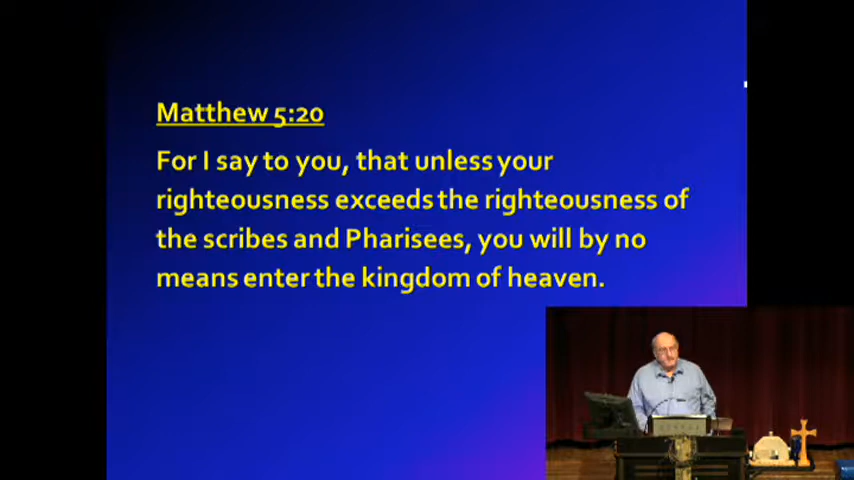 Matthew 5:20
For I say to you, that unless your
righteousness exceeds the righteousness of
the scribes and Pharisees, you will by no
means enter the kingdom of heaven.